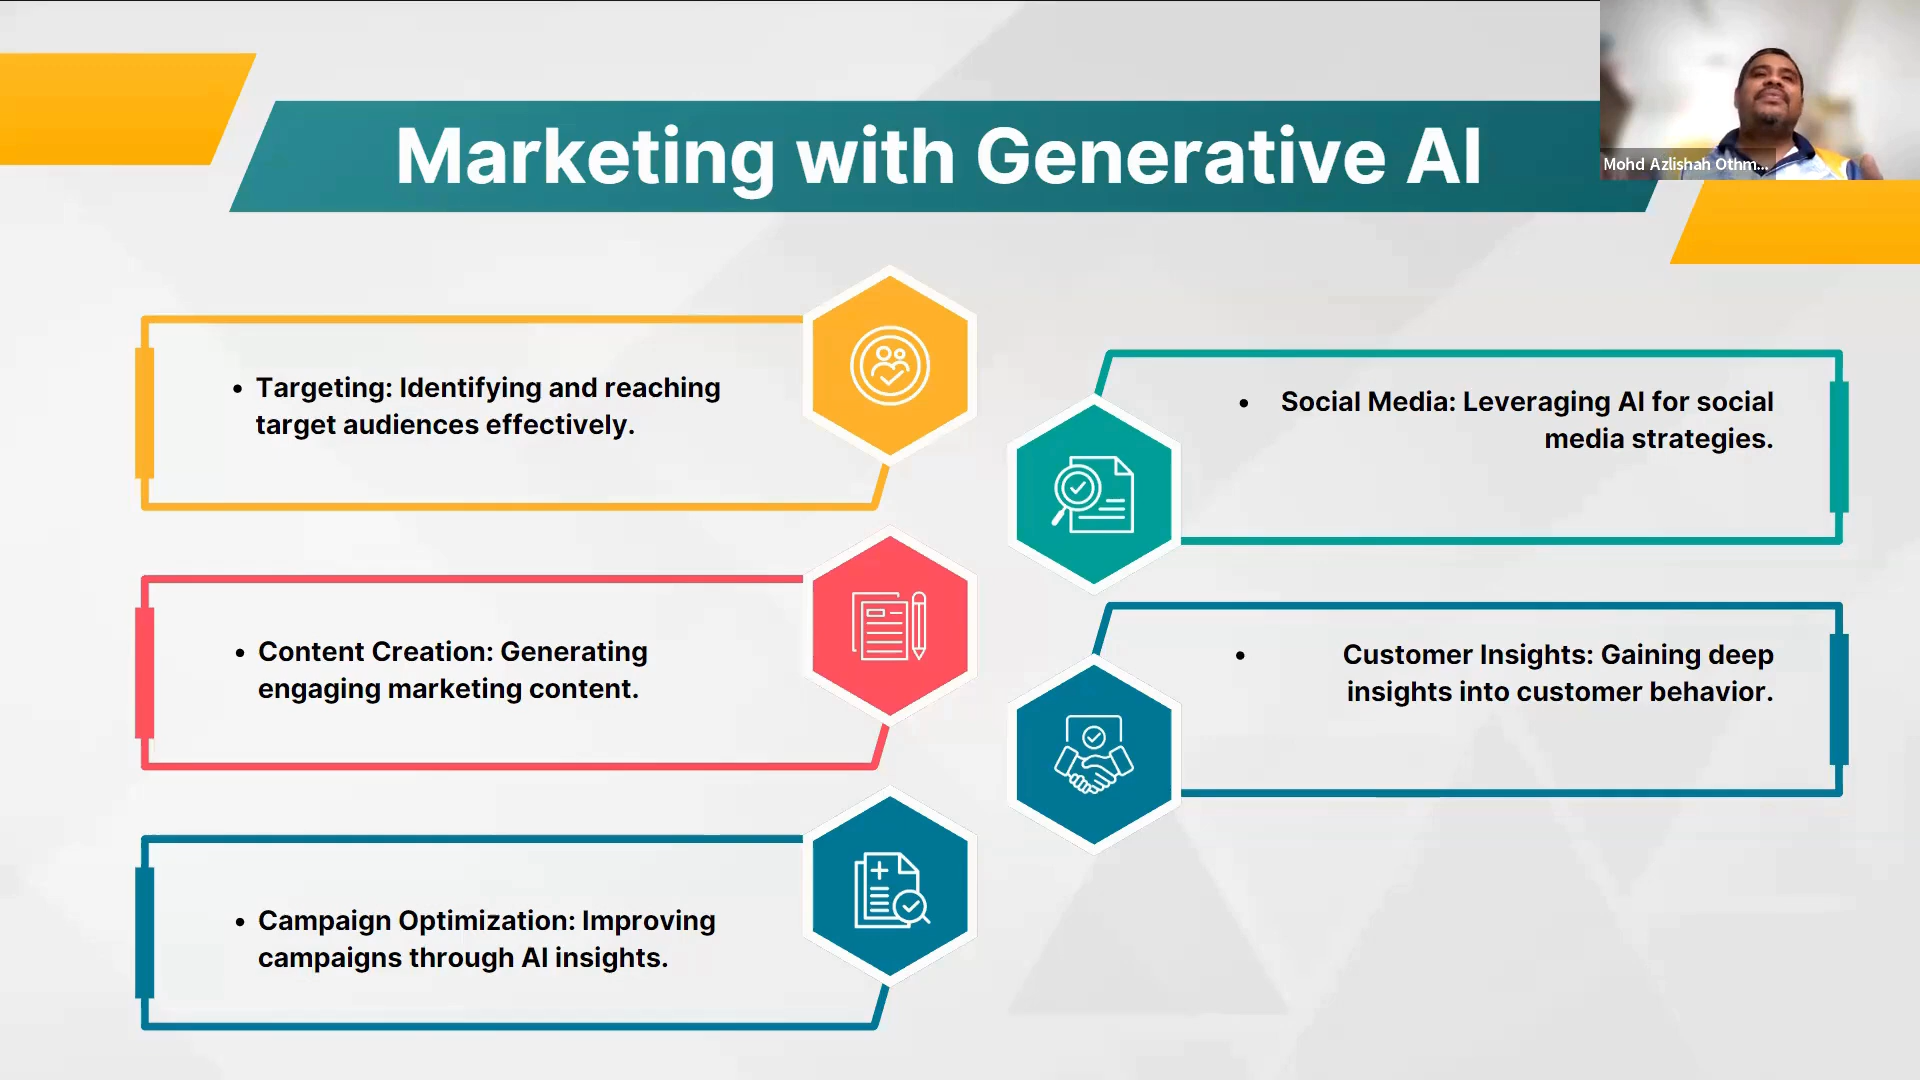 Marketing with Generative AI
Mohd Azlishah Othm...
• Targeting: Identifying and reaching
target audiences effectively.
• Content Creation: Generating
engaging marketing content.
• Campaign Optimization: Improving
campaigns through AI insights.
• Social Media: Leveraging AI for social
media strategies.
• Customer Insights: Gaining deep
insights into customer behavior.